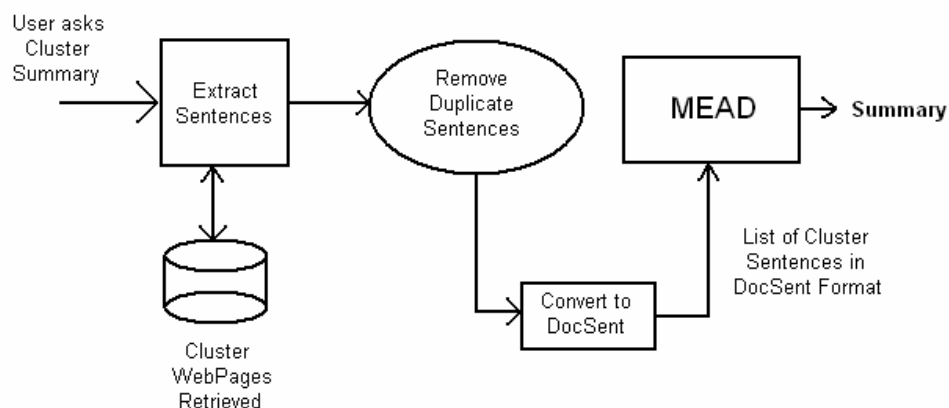 User asks
Cluster
Summary
Extract
Sentences
Remove
Duplicate
Sentences
MEAD
Summary
Cluster
WebPages
Retrieved
Convert to
DocSent
List of Cluster
Sentences in
DocSent Format